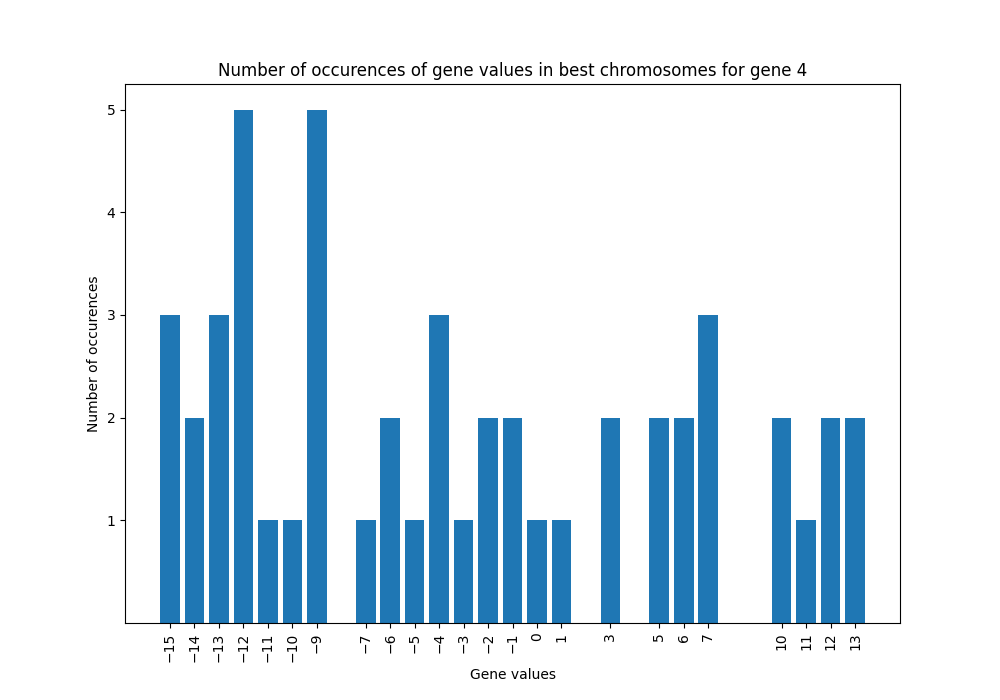 Number of occurences of gene values in best chromosomes for gene 4
Number of occurences
5
4
3
2
1
−15 −14 −13 −12 −11 −10 −9 −7 −6 −5 −4 −3 −2 −1 0 1 3 5 6 7 10 11 12 13
Gene values